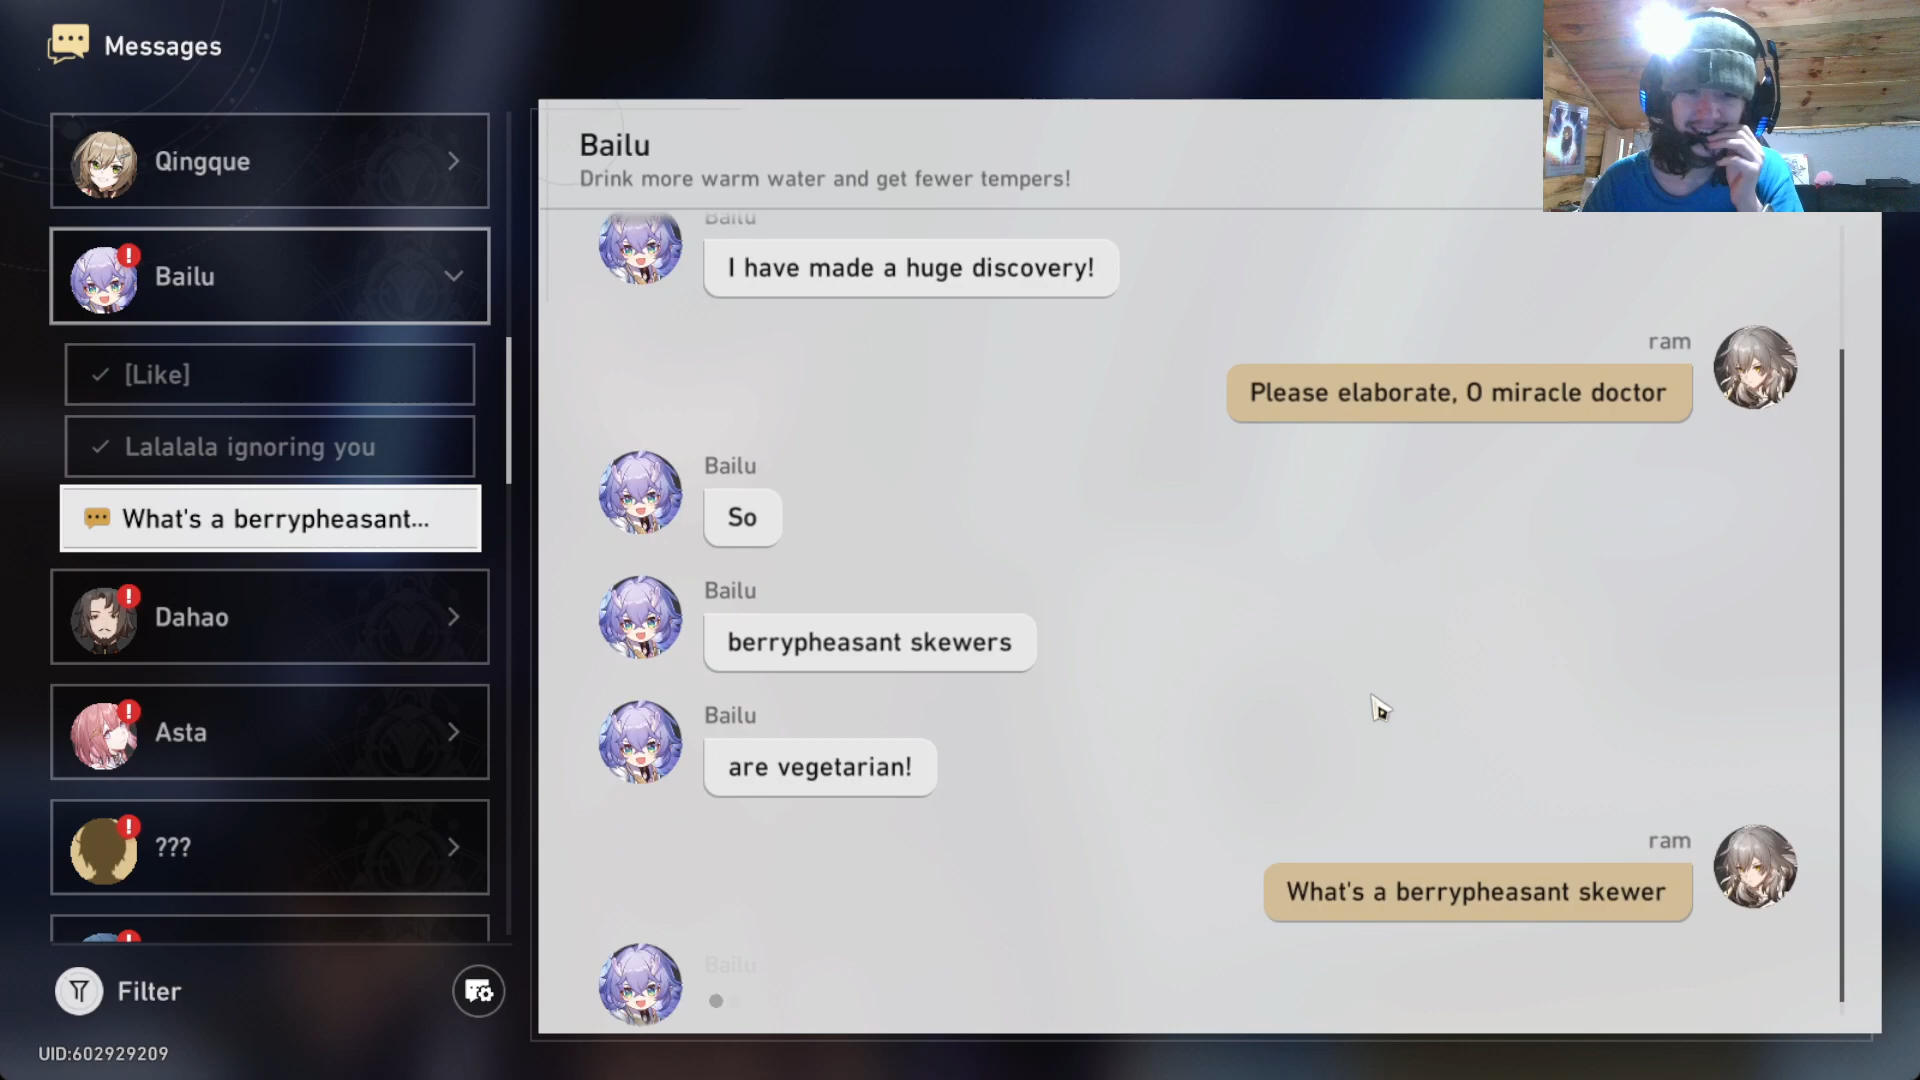 Messages
Qingque
Bailu
[Like]
Lalalala ignoring you
What's a berrypheasant...
Dahao
Asta
???
Filter
UID:602929209
Bailu
Drink more warm water and get fewer tempers!
Bailu
I have made a huge discovery!
ram
Please elaborate, O miracle doctor
Bailu
So
Bailu
berrypheasant skewers
Bailu
are vegetarian!
ram
What's a berrypheasant skewer
Bailu